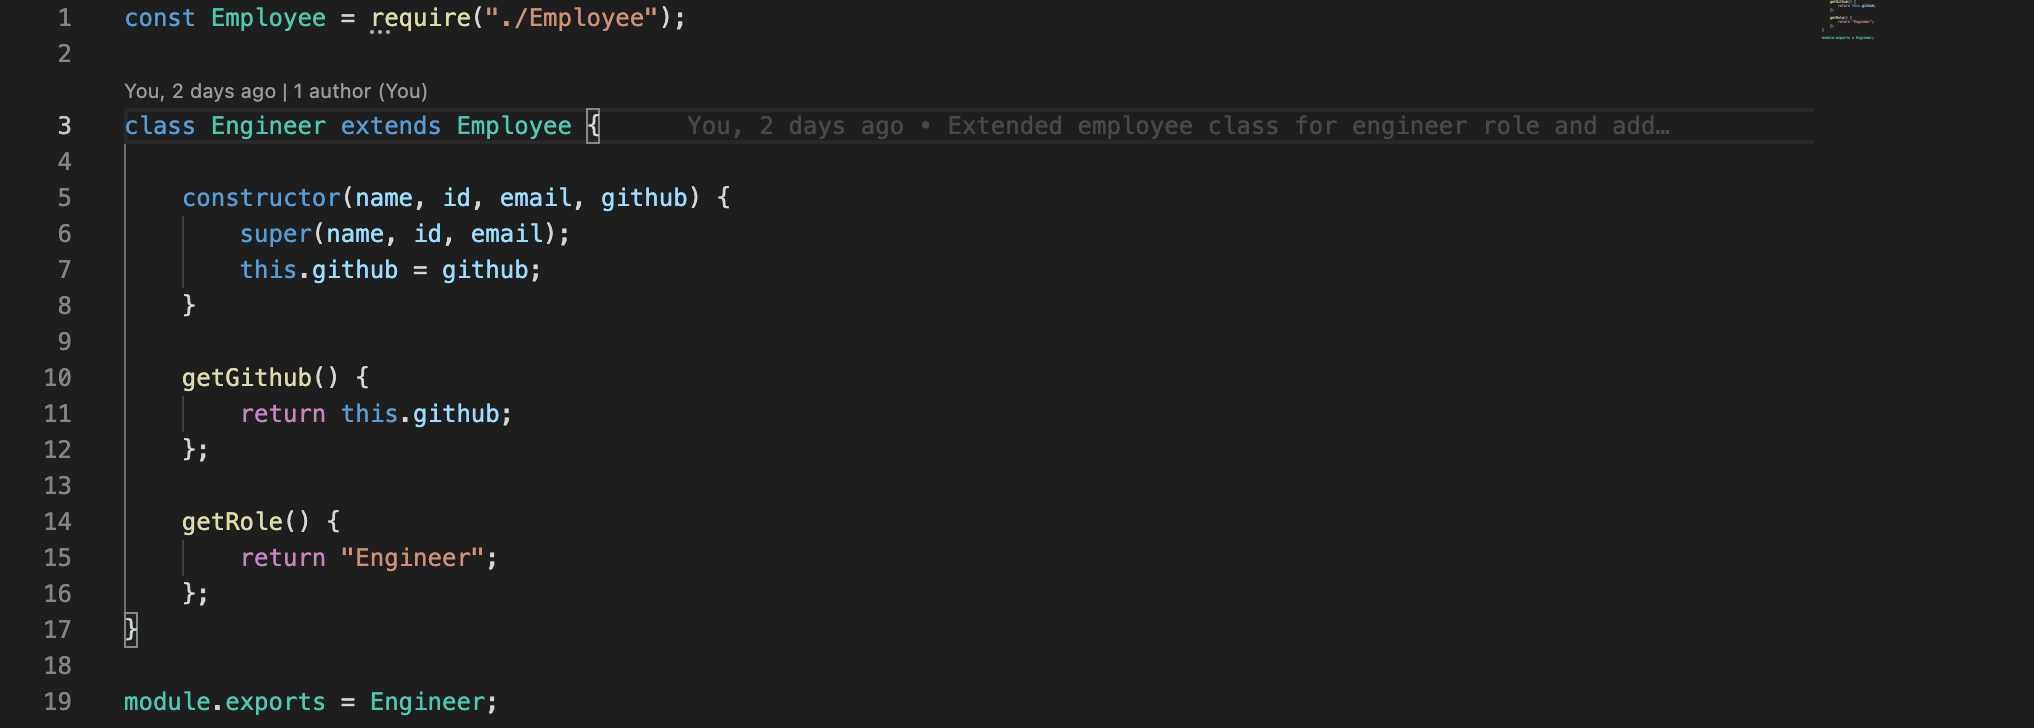 1 const Employee = require("./Employee");
2
You, 2 days ago | 1 author (You)
3 class Engineer extends Employee { You, 2 days ago • Extended employee class for engineer role and add…
4
5 constructor(name, id, email, github) {
6 super(name, id, email);
7 this.github = github;
8 }
9
10 getGithub() {
11 return this.github;
12 };
13
14 getRole() {
15 return "Engineer";
16 };
17 }
18
19 module.exports = Engineer;